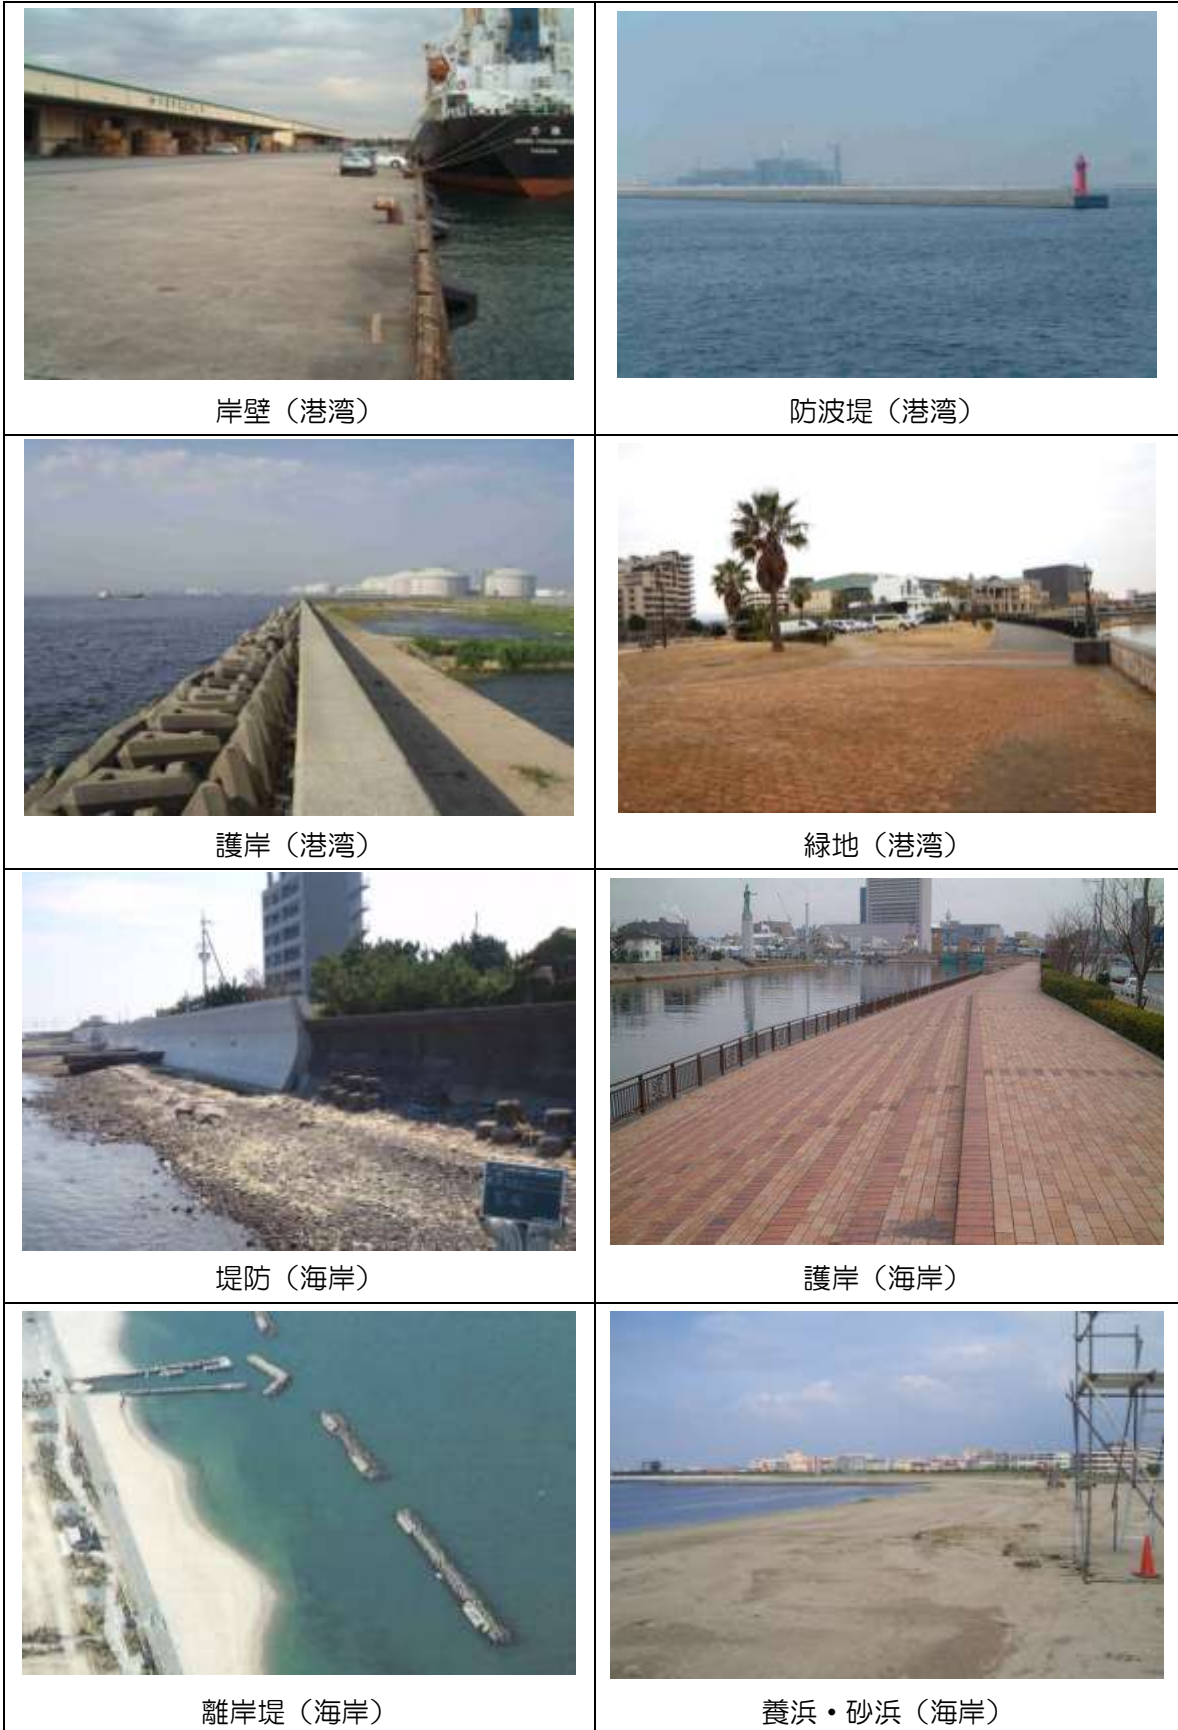 岸壁（港湾）
防波堤（港湾）
護岸（港湾）
緑地（港湾）
堤防（海岸）
護岸（海岸）
離岸堤（海岸）
養浜・砂浜（海岸）